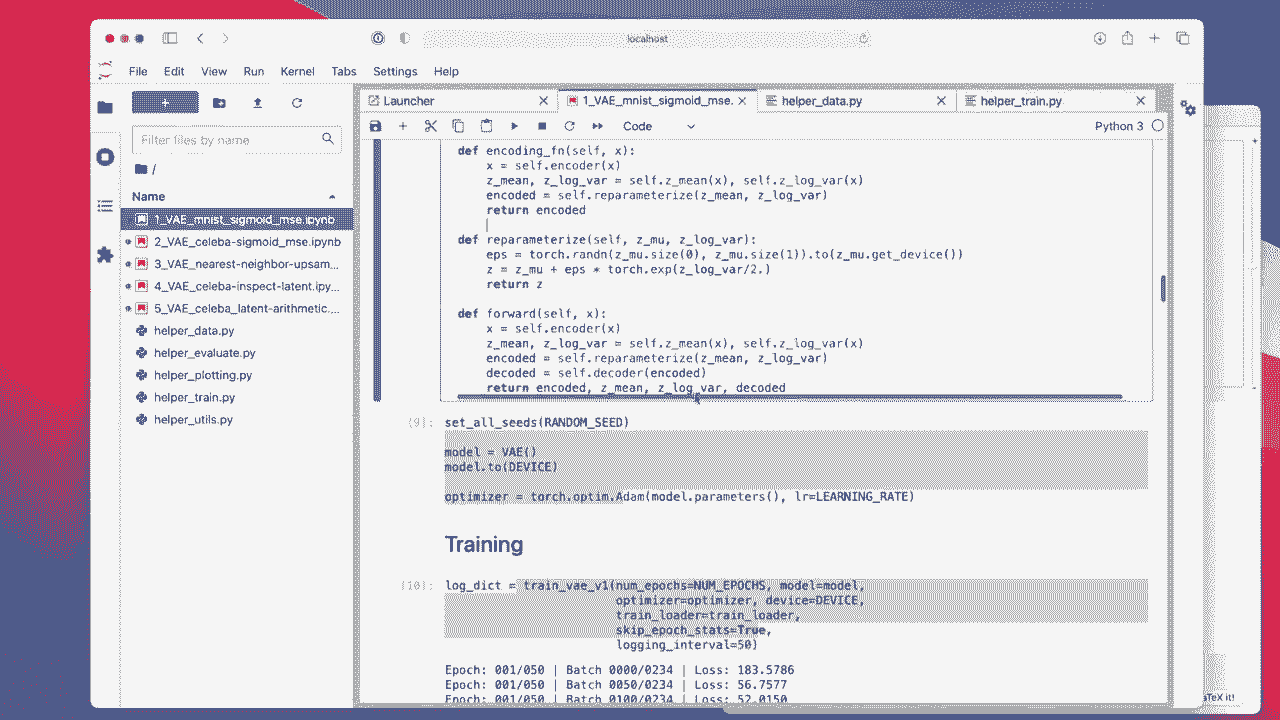 localhost
File Edit View Run Kernel Tabs Settings Help
Filter files by name
/
Name
1_VAE_mnist_sigmoid_mse.ipynb
2_VAE_celeba-sigmoid_mse.ipynb
3_VAE_nearest-neighbor-upsam...
4_VAE_celeba-inspect-latent.ipy...
5_VAE_celeba_latent-arithmetic....
helper_data.py
helper_evaluate.py
helper_plotting.py
helper_train.py
helper_utils.py
Launcher 1_VAE_mnist_sigmoid_mse. helper_data.py helper_train.py
Code Python 3
def encoding_fn(self, x):
x = self.encoder(x)
z_mean, z_log_var = self.z_mean(x), self.z_log_var(x)
encoded = self.reparameterize(z_mean, z_log_var)
return encoded
def reparameterize(self, z_mu, z_log_var):
eps = torch.randn(z_mu.size(0), z_mu.size(1)).to(z_mu.get_device())
z = z_mu + eps * torch.exp(z_log_var/2.)
return z
def forward(self, x):
x = self.encoder(x)
z_mean, z_log_var = self.z_mean(x), self.z_log_var(x)
encoded = self.reparameterize(z_mean, z_log_var)
decoded = self.decoder(encoded)
return encoded, z_mean, z_log_var, decoded
[9]: set_all_seeds(RANDOM_SEED)
model = VAE()
model.to(DEVICE)
optimizer = torch.optim.Adam(model.parameters(), lr=LEARNING_RATE)
Training
[10]: log_dict = train_vae_v1(num_epochs=NUM_EPOCHS, model=model,
optimizer=optimizer, device=DEVICE,
train_loader=train_loader,
skip_epoch_stats=True,
logging_interval=50)
Epoch: 001/050 | Batch 0000/0234 | Loss: 183.5786
Epoch: 001/050 | Batch 0050/0234 | Loss: 56.7577
Epoch: 001/050 | Batch 0100/0234 | Loss: 52.0150
aTeX it!